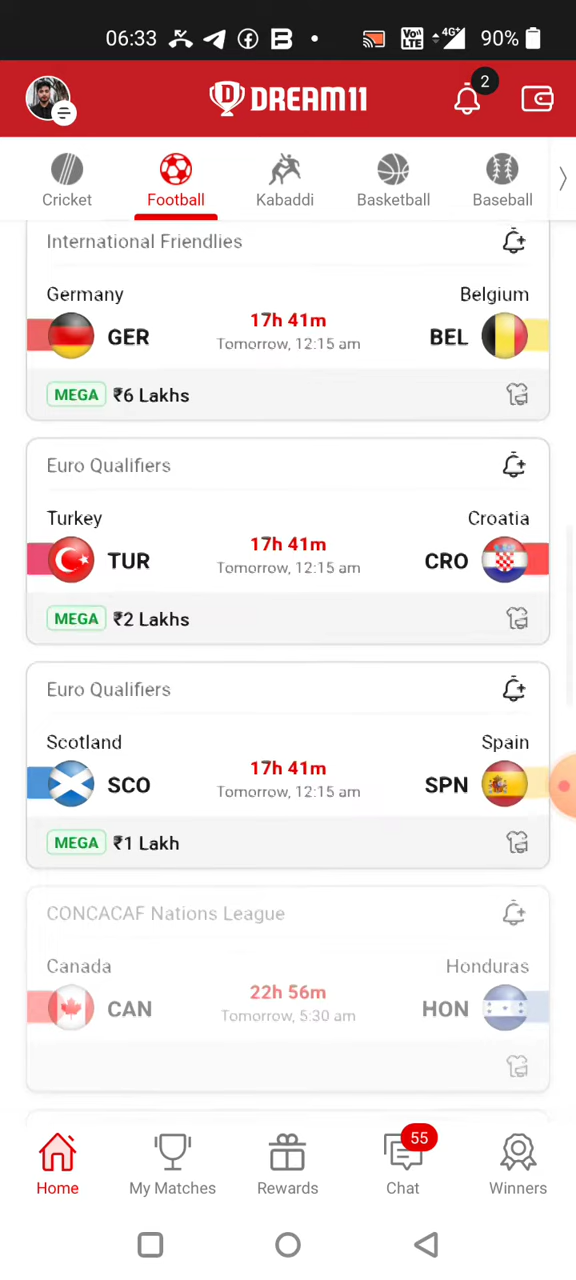 06:33 VoD LTE 4G+ 90%
DREAM11 2
Cricket Football Kabaddi Basketball Baseball
International Friendlies
Germany Belgium
GER 17h 41m BEL
Tomorrow, 12:15 am
MEGA ₹6 Lakhs
Euro Qualifiers
Turkey Croatia
TUR 17h 41m CRO
Tomorrow, 12:15 am
MEGA ₹2 Lakhs
Euro Qualifiers
Scotland Spain
SCO 17h 41m SPN
Tomorrow, 12:15 am
MEGA ₹1 Lakh
CONCACAF Nations League
Canada Honduras
CAN 22h 56m HON
Tomorrow, 5:30 am
55
Home My Matches Rewards Chat Winners